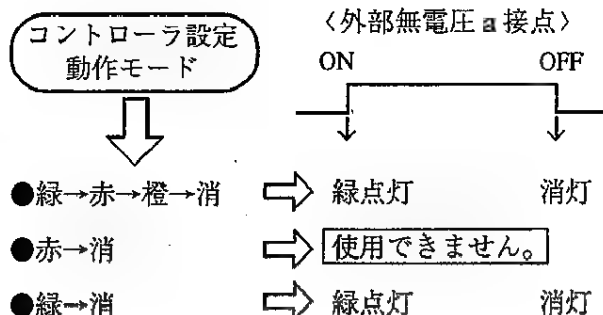 コントローラ設定
動作モード
〈外部無電圧a接点〉
ON OFF
●緑→赤→橙→消 緑点灯 消灯
●赤→消 使用できません。
●緑→消 緑点灯 消灯